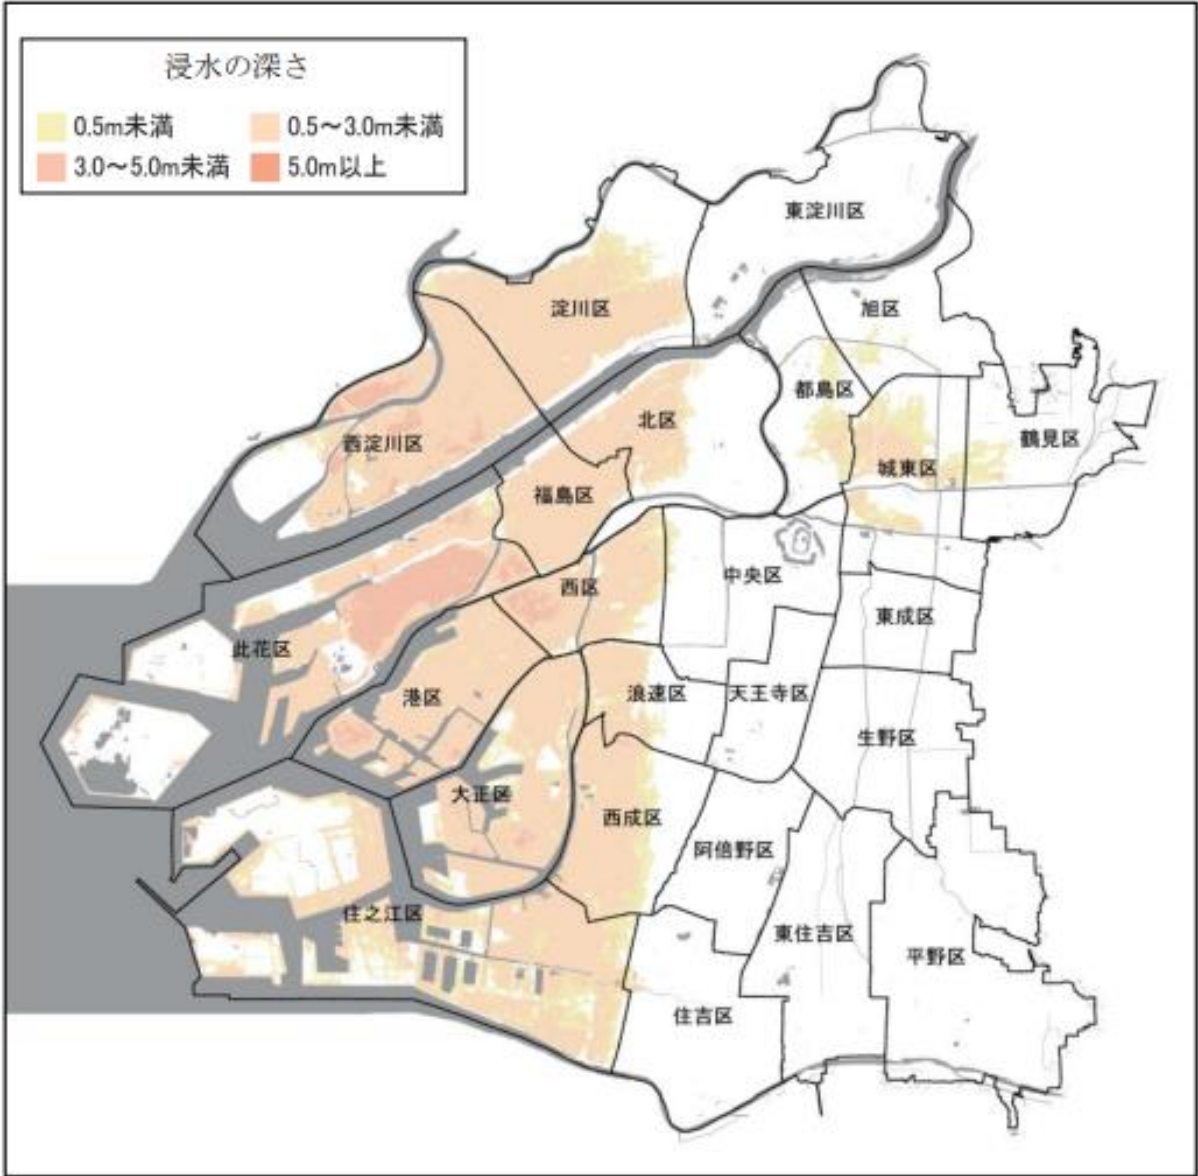 浸水の深さ
0.5m未満
0.5～3.0m未満
3.0～5.0m未満
5.0m以上
東淀川区
淀川区
旭区
都島区
北区
鶴見区
西淀川区
城東区
福島区
中央区
西区
東成区
此花区
港区
浪速区
天王寺区
生野区
大正区
西成区
阿倍野区
住之江区
東住吉区
平野区
住吉区